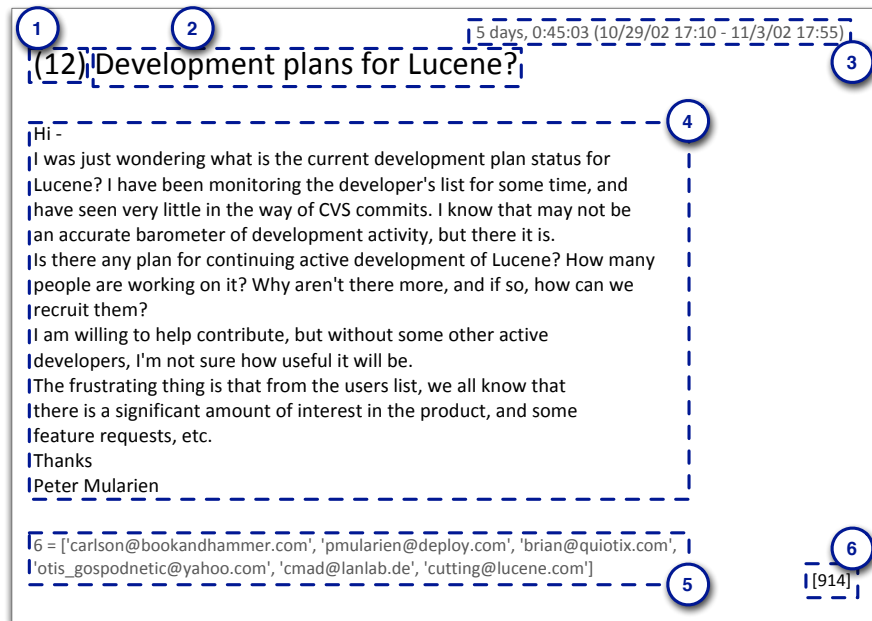 1
2
5 days, 0:45:03 (10/29/02 17:10 - 11/3/02 17:55)
3
(12) Development plans for Lucene?
4
Hi -
I was just wondering what is the current development plan status for
Lucene? I have been monitoring the developer's list for some time, and
have seen very little in the way of CVS commits. I know that may not be
an accurate barometer of development activity, but there it is.
Is there any plan for continuing active development of Lucene? How many
people are working on it? Why aren't there more, and if so, how can we
recruit them?
I am willing to help contribute, but without some other active
developers, I'm not sure how useful it will be.
The frustrating thing is that from the users list, we all know that
there is a significant amount of interest in the product, and some
feature requests, etc.
Thanks
Peter Mularien
6 = ['carlson@bookandhammer.com', 'pmularien@deploy.com', 'brian@quiotix.com',
'otis_gospodnetic@yahoo.com', 'cmad@lanlab.de', 'cutting@lucene.com']
5
6
[914]